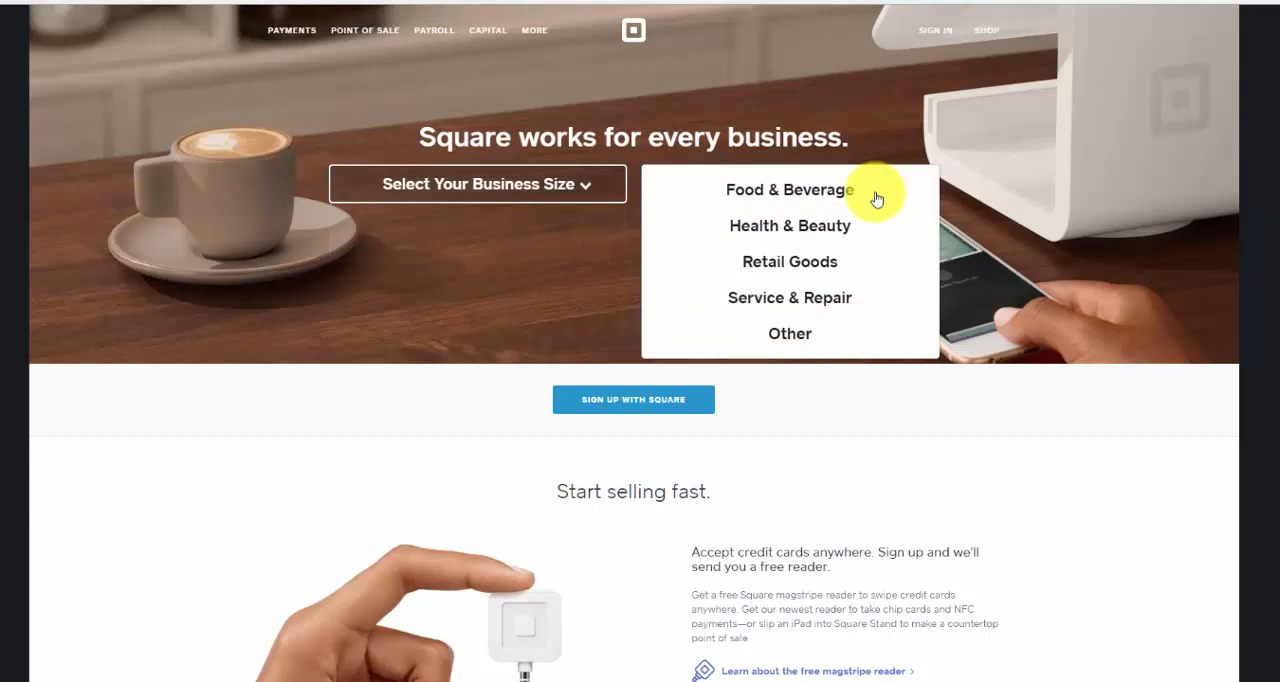 PAYMENTS POINT OF SALE PAYROLL CAPITAL MORE SIGN IN SHOP
Square works for every business.
Select Your Business Size
Food & Beverage
Health & Beauty
Retail Goods
Service & Repair
Other
SIGN UP WITH SQUARE
Start selling fast.
Accept credit cards anywhere. Sign up and we'll
send you a free reader.
Get a free Square magstripe reader to swipe credit cards
anywhere. Get our newest reader to take chip cards and NFC
payments—or slip an iPad into Square Stand to make a countertop
point of sale.
Learn about the free magstripe reader >